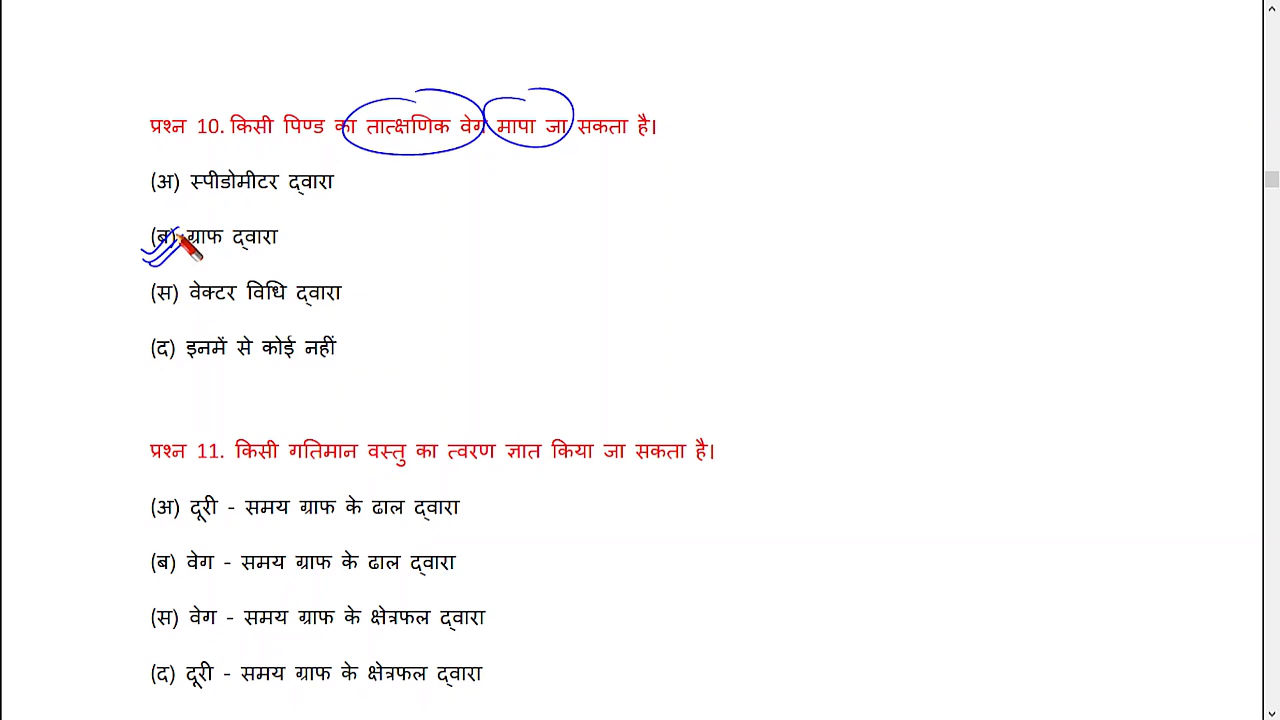 प्रश्न 10. किसी पिण्ड का तात्क्षणिक वेग मापा जा सकता है।
(अ) स्पीडोमीटर द्वारा
(ब) ग्राफ द्वारा
(स) वेक्टर विधि द्वारा
(द) इनमें से कोई नहीं
प्रश्न 11. किसी गतिमान वस्तु का त्वरण ज्ञात किया जा सकता है।
(अ) दूरी - समय ग्राफ के ढाल द्वारा
(ब) वेग - समय ग्राफ के ढाल द्वारा
(स) वेग - समय ग्राफ के क्षेत्रफल द्वारा
(द) दूरी - समय ग्राफ के क्षेत्रफल द्वारा